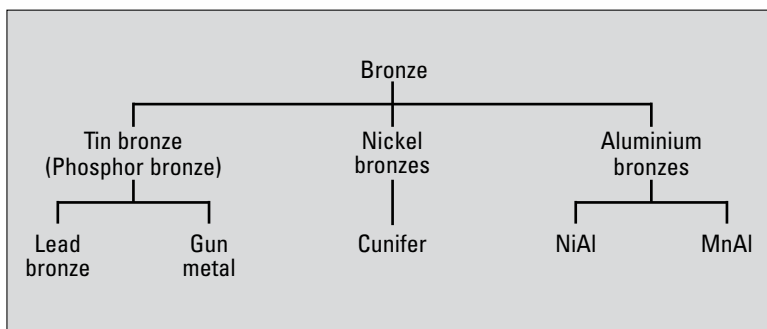 Bronze
Tin bronze
(Phosphor bronze)
Nickel
bronzes
Aluminium
bronzes
Lead
bronze
Gun
metal
Cunifer
NiAl
MnAl